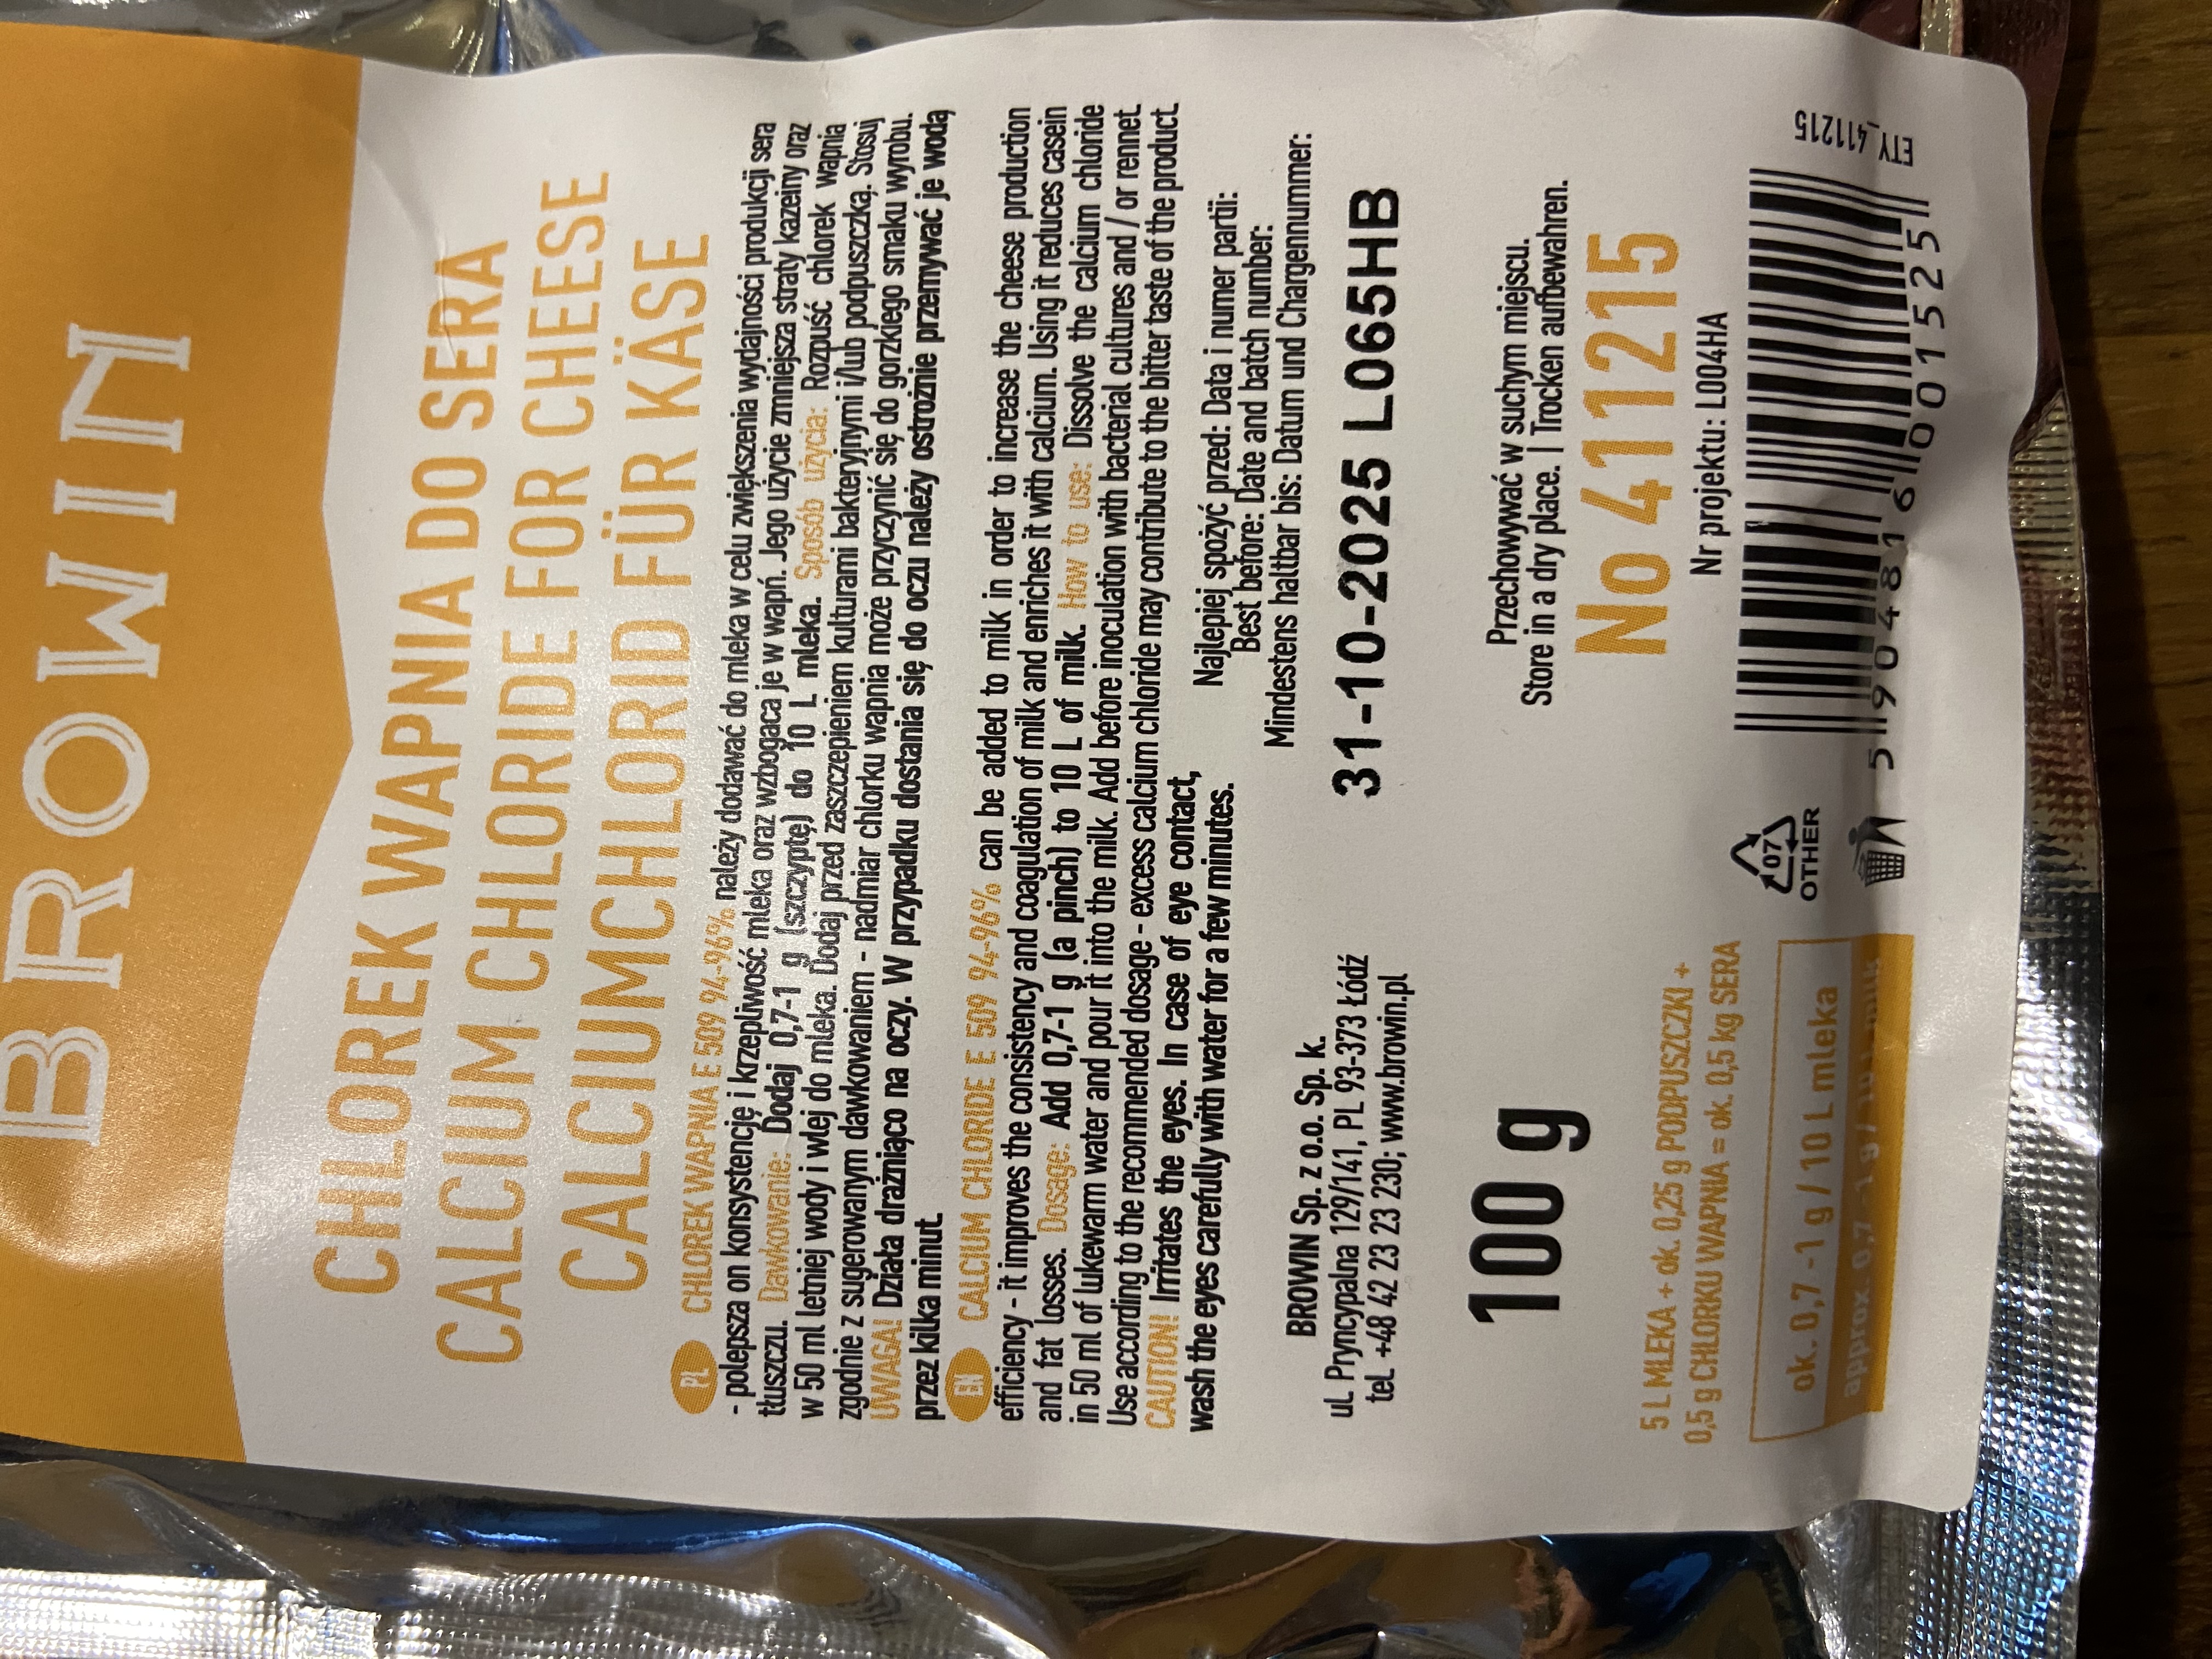 BROWIN
CHLOREK WAPNIA DO SERA
CALCIUM CHLORIDE FOR CHEESE
CALCIUMCHLORID FÜR KÄSE
PL CHLOREK WAPNIA E 509 94-96% należy dodawać do mleka w celu zwiększenia wydajności produkcji sera
- polepsza on konsystencję i krzepliwość mleka oraz wzbogaca je w wapń. Jego użycie zmniejsza straty kazeiny oraz
tłuszczu. Dawkowanie: Dodaj 0,7-1 g (szczyptę) do 10 L mleka. Sposób użycia: Rozpuść chlorek wapnia
w 50 ml letniej wody i wlej do mleka. Dodaj przed zaszczepieniem kulturami bakteryjnymi i/lub podpuszczką. Stosuj
zgodnie z sugerowanym dawkowaniem - nadmiar chlorku wapnia może przyczynić się do gorzkiego smaku wyrobu.
UWAGA! Działa drażniąco na oczy. W przypadku dostania się do oczu należy ostrożnie przemywać je wodą
przez kilka minut.
EN CALCIUM CHLORIDE E 509 94-96% can be added to milk in order to increase the cheese production
efficiency - it improves the consistency and coagulation of milk and enriches it with calcium. Using it reduces casein
and fat losses. Dosage: Add 0,7-1 g (a pinch) to 10 L of milk. How to use: Dissolve the calcium chloride
in 50 ml of lukewarm water and pour it into the milk. Add before inoculation with bacterial cultures and / or rennet.
Use according to the recommended dosage - excess calcium chloride may contribute to the bitter taste of the product.
CAUTION! Irritates the eyes. In case of eye contact,
wash the eyes carefully with water for a few minutes.
Najlepiej spożyć przed: Data i numer partii:
Best before: Date and batch number:
Mindestens haltbar bis: Datum und Chargennummer:
31-10-2025 L065HB
BROWIN Sp. z o.o. Sp. k.
ul. Pryncypalna 129/141, PL 93-373 Łódź
tel. +48 42 23 23 230; www.browin.pl
100 g
Przechowywać w suchym miejscu.
Store in a dry place. | Trocken aufbewahren.
No 411215
Nr projektu: L004HA
5 L MLEKA + ok. 0,25 g PODPUSZCZKI +
0,5 g CHLORKU WAPNIA = ok. 0,5 kg SERA
ok. 0,7 -1 g / 10 L mleka
approx. 0,7 -1 g / 10 L milk
07
OTHER
5 904816 001525
ETY_411215